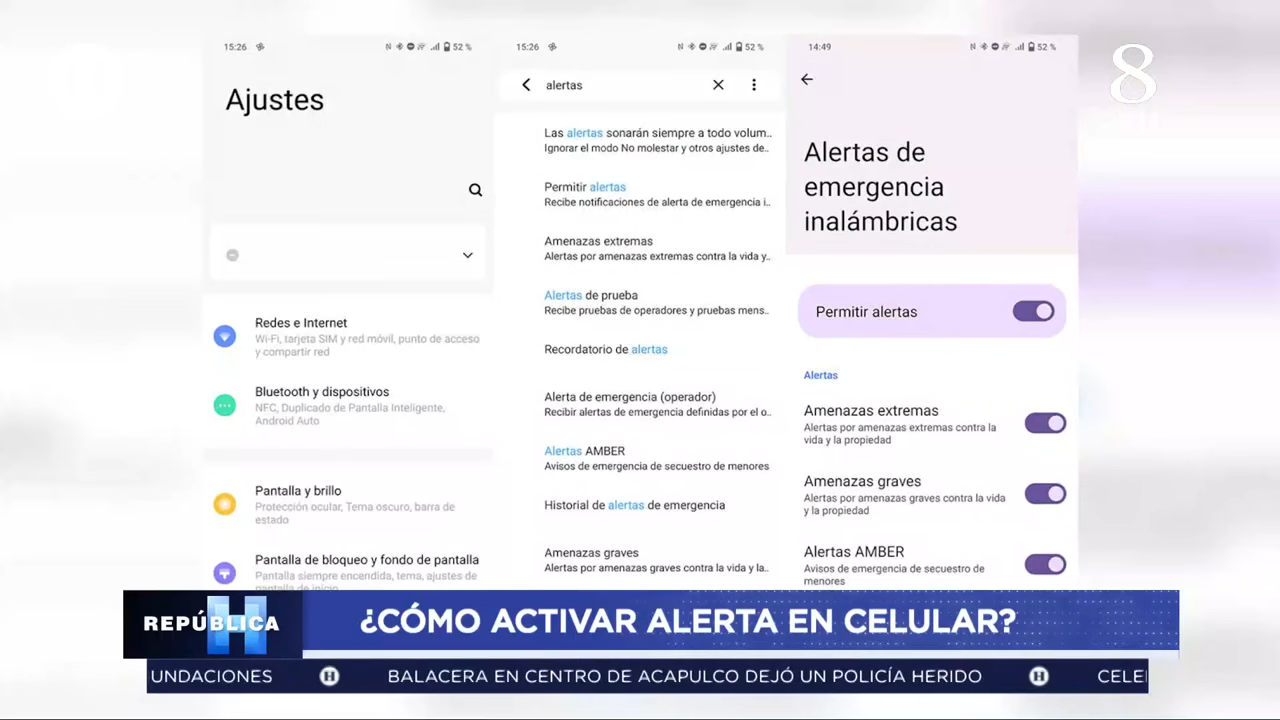 15:26
52 %
Ajustes
Redes e Internet
Wi-Fi, tarjeta SIM y red móvil, punto de acceso
y compartir red
Bluetooth y dispositivos
NFC, Duplicado de Pantalla Inteligente,
Android Auto
Pantalla y brillo
Protección ocular, Tema oscuro, barra de
estado
Pantalla de bloqueo y fondo de pantalla
Pantalla siempre encendida, tema, ajustes de
pantalla de inicio
15:26
52 %
alertas
Las alertas sonarán siempre a todo volum..
Ignorar el modo No molestar y otros ajustes de..
Permitir alertas
Recibe notificaciones de alerta de emergencia i..
Amenazas extremas
Alertas por amenazas extremas contra la vida y..
Alertas de prueba
Recibe pruebas de operadores y pruebas mens..
Recordatorio de alertas
Alerta de emergencia (operador)
Recibir alertas de emergencia definidas por el o..
Alertas AMBER
Avisos de emergencia de secuestro de menores
Historial de alertas de emergencia
Amenazas graves
Alertas por amenazas graves contra la vida y la..
14:49
52 %
Alertas de
emergencia
inalámbricas
Permitir alertas
Alertas
Amenazas extremas
Alertas por amenazas extremas contra la
vida y la propiedad
Amenazas graves
Alertas por amenazas graves contra la vida
y la propiedad
Alertas AMBER
Avisos de emergencia de secuestro de
menores
8
REPÚBLICA H
¿CÓMO ACTIVAR ALERTA EN CELULAR?
UNDACIONES H BALACERA EN CENTRO DE ACAPULCO DEJÓ UN POLICÍA HERIDO H CELE